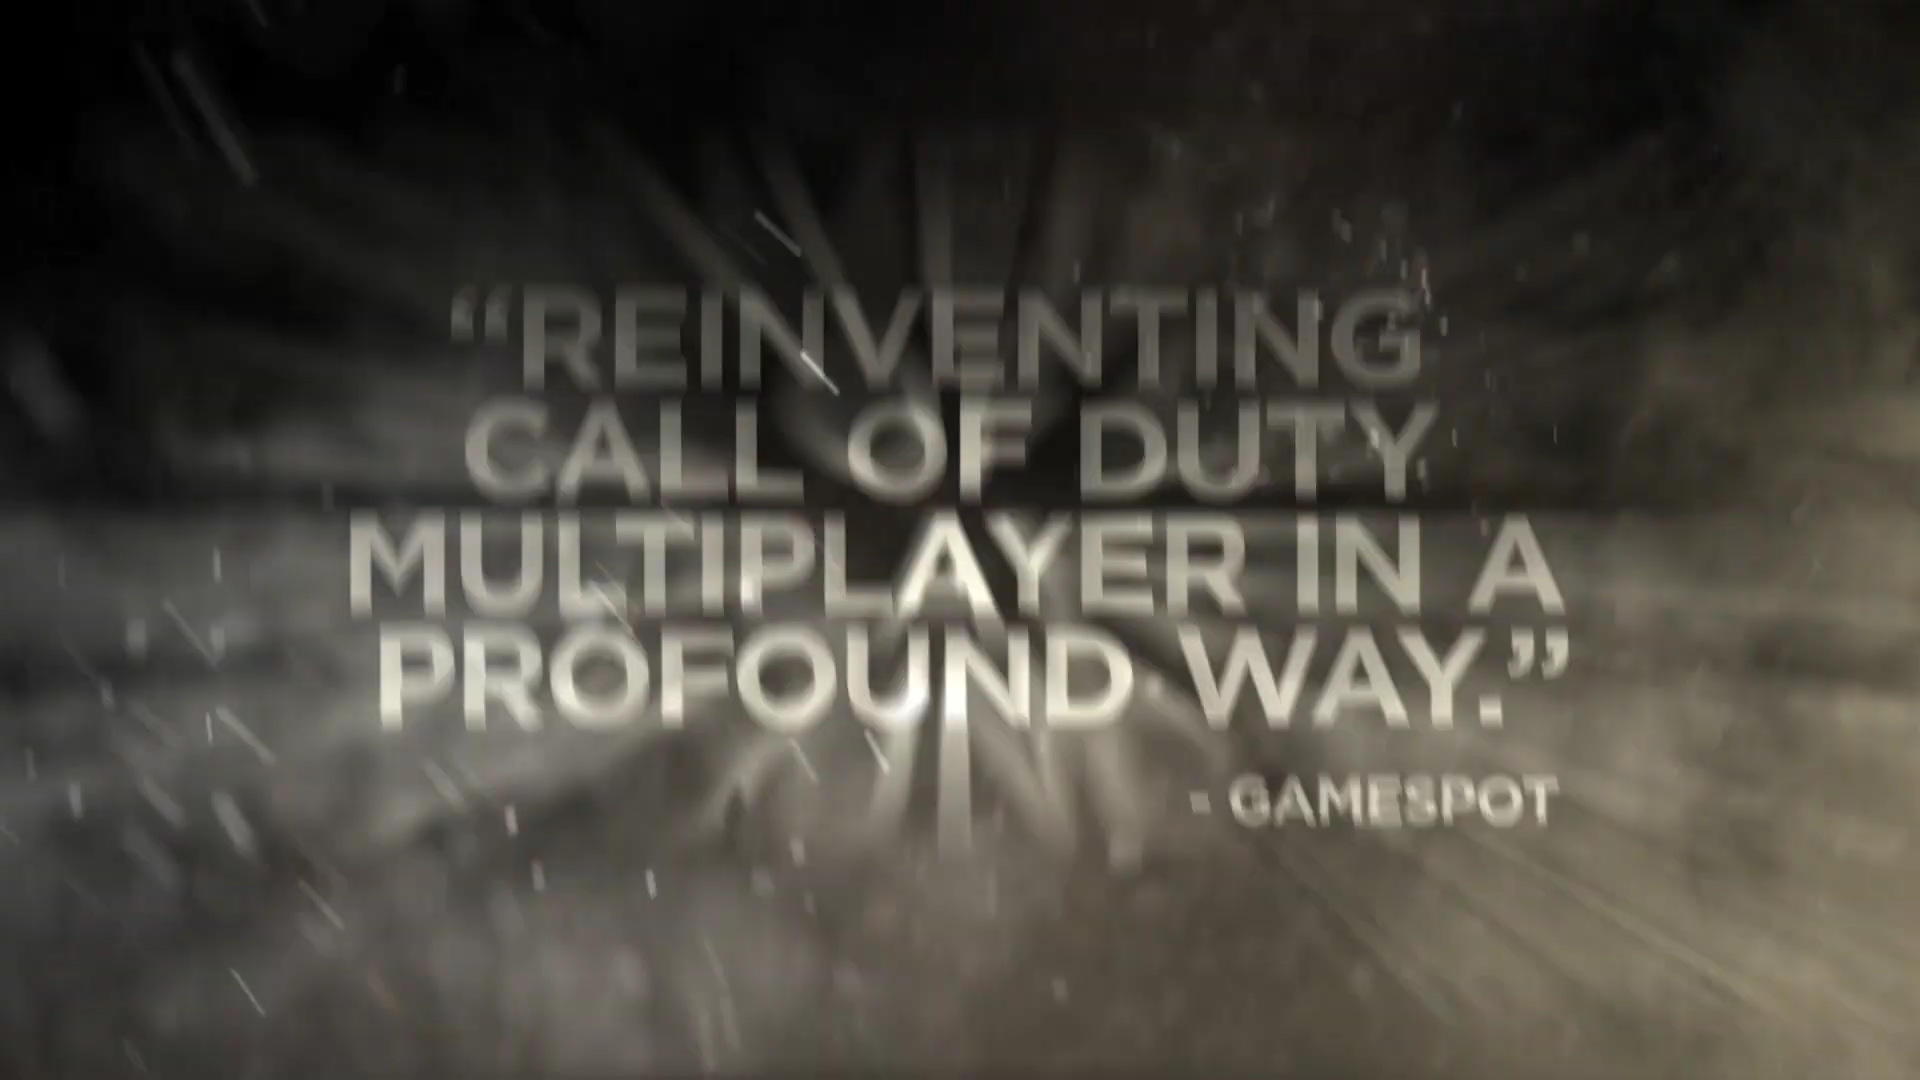 “REINVENTING
CALL OF DUTY
MULTIPLAYER IN A
PROFOUND WAY.”
- GAMESPOT